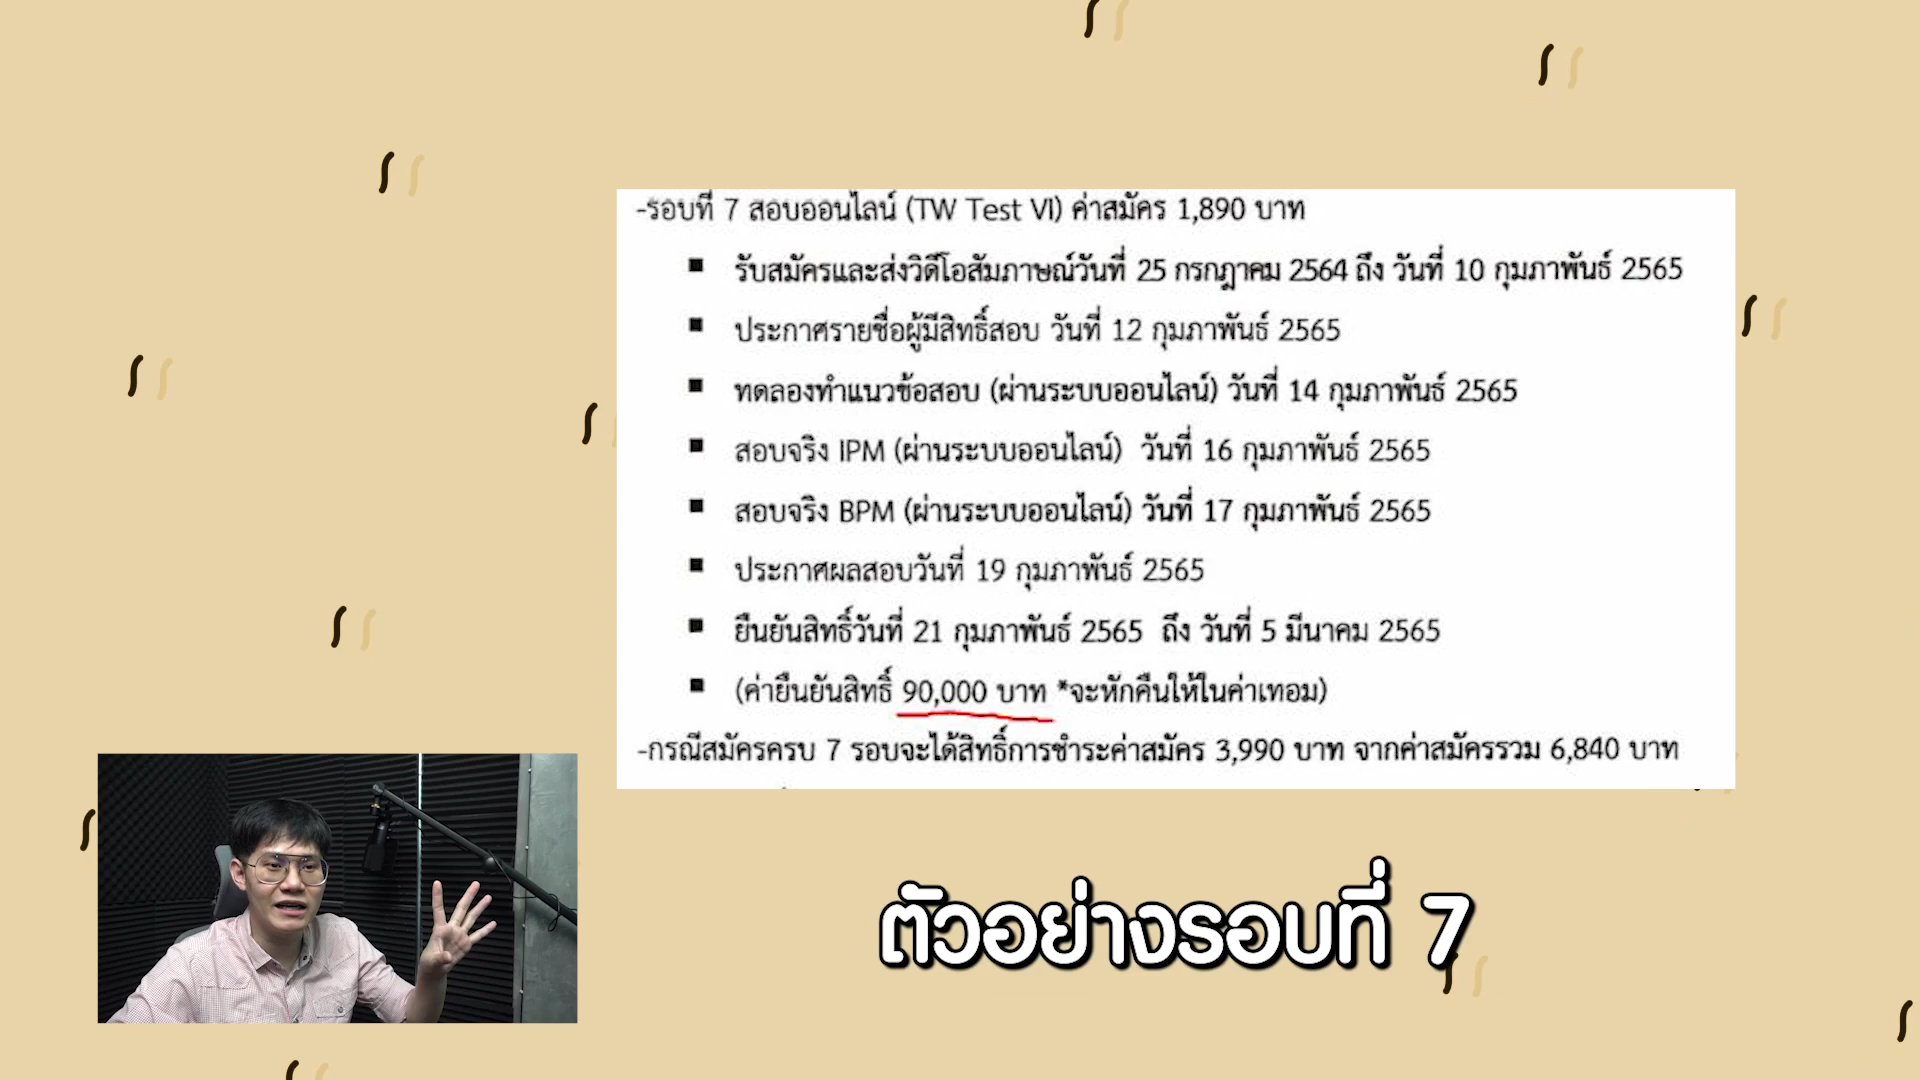 -รอบที่ 7 สอบออนไลน์ (TW Test VI) ค่าสมัคร 1,890 บาท
▪ รับสมัครและส่งวิดีโอสัมภาษณ์วันที่ 25 กรกฎาคม 2564 ถึง วันที่ 10 กุมภาพันธ์ 2565
▪ ประกาศรายชื่อผู้มีสิทธิ์สอบ วันที่ 12 กุมภาพันธ์ 2565
▪ ทดลองทำแนวข้อสอบ (ผ่านระบบออนไลน์) วันที่ 14 กุมภาพันธ์ 2565
▪ สอบจริง IPM (ผ่านระบบออนไลน์) วันที่ 16 กุมภาพันธ์ 2565
▪ สอบจริง BPM (ผ่านระบบออนไลน์) วันที่ 17 กุมภาพันธ์ 2565
▪ ประกาศผลสอบวันที่ 19 กุมภาพันธ์ 2565
▪ ยืนยันสิทธิ์วันที่ 21 กุมภาพันธ์ 2565 ถึง วันที่ 5 มีนาคม 2565
▪ (ค่ายืนยันสิทธิ์ 90,000 บาท *จะหักคืนให้ในค่าเทอม)
-กรณีสมัครครบ 7 รอบจะได้สิทธิ์การชำระค่าสมัคร 3,990 บาท จากค่าสมัครรวม 6,840 บาท
ตัวอย่างรอบที่ 7